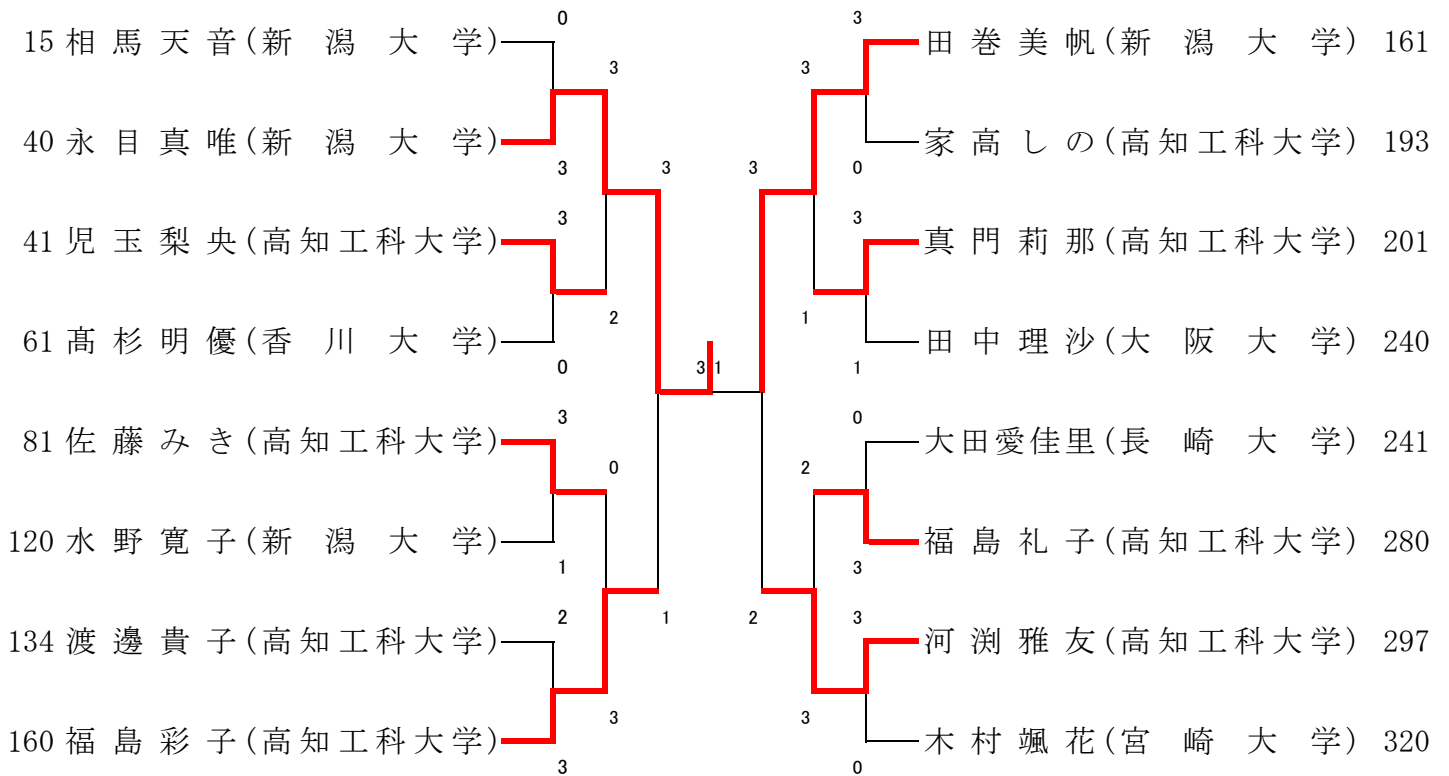 0 3
15 相馬天音(新潟大学) 田巻美帆(新潟大学) 161
3 3
40 永目真唯(新潟大学) 家高しの(高知工科大学) 193
3 3 3 0
3 3
41 児玉梨央(高知工科大学) 真門莉那(高知工科大学) 201
2 1
61 髙杉明優(香川大学) 田中理沙(大阪大学) 240
0 3 1 1
3 0
81 佐藤みき(高知工科大学) 大田愛佳里(長崎大学) 241
0 2
120 水野寛子(新潟大学) 福島礼子(高知工科大学) 280
1 3
2 1 2 3
134 渡邊貴子(高知工科大学) 河渕雅友(高知工科大学) 297
3 3
160 福島彩子(高知工科大学) 木村颯花(宮崎大学) 320
3 0